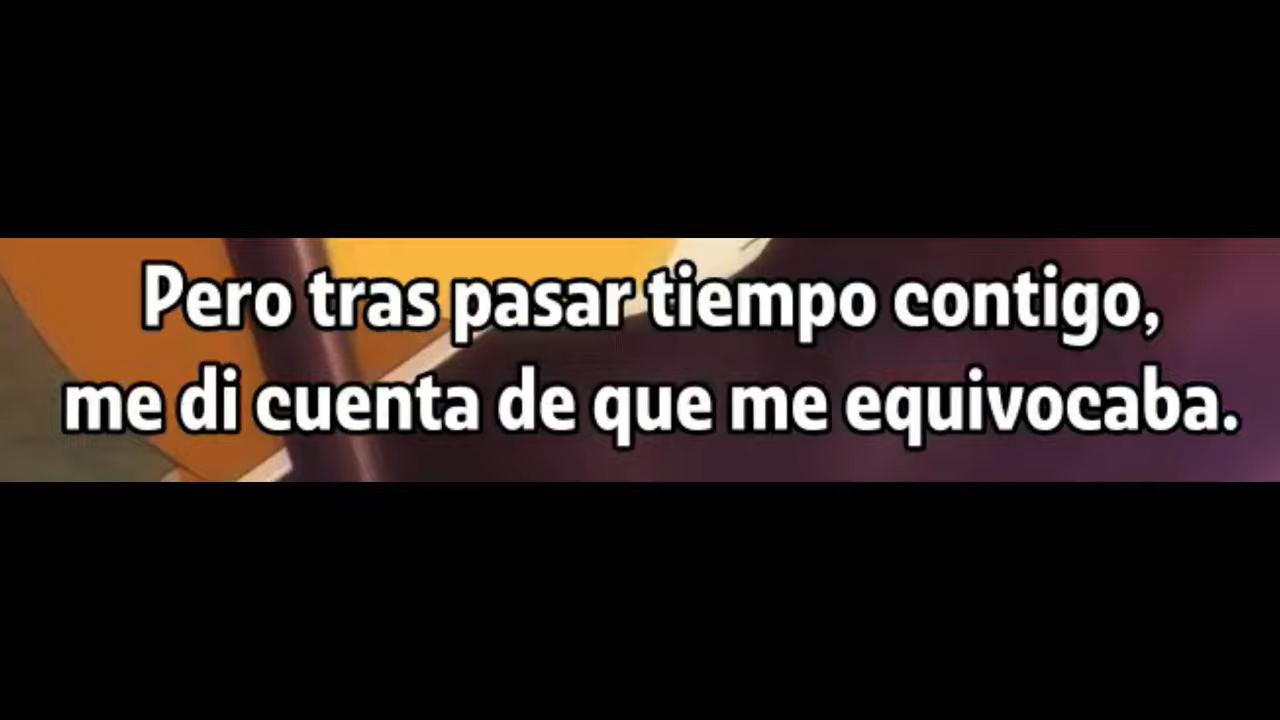 Pero tras pasar tiempo contigo,
me di cuenta de que me equivocaba.